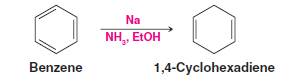 Na
NH3, EtOH
Benzene
1,4-Cyclohexadiene